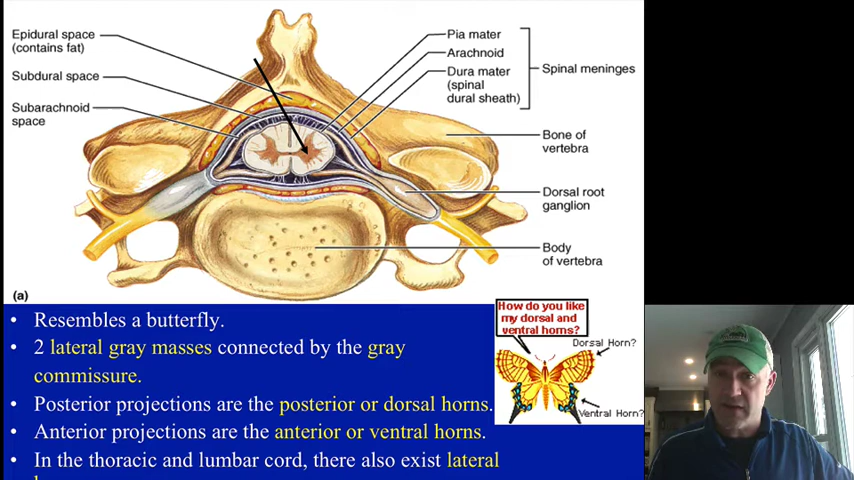 Epidural space
(contains fat)
Subdural space
Subarachnoid
space
Pia mater
Arachnoid
Dura mater
(spinal
dural sheath)
Spinal meninges
Bone of
vertebra
Dorsal root
ganglion
Body
of vertebra
(a)
• Resembles a butterfly.
• 2 lateral gray masses connected by the gray
commissure.
• Posterior projections are the posterior or dorsal horns.
• Anterior projections are the anterior or ventral horns.
• In the thoracic and lumbar cord, there also exist lateral
How do you like
my dorsal and
ventral horns?
Dorsal Horn?
Ventral Horn?